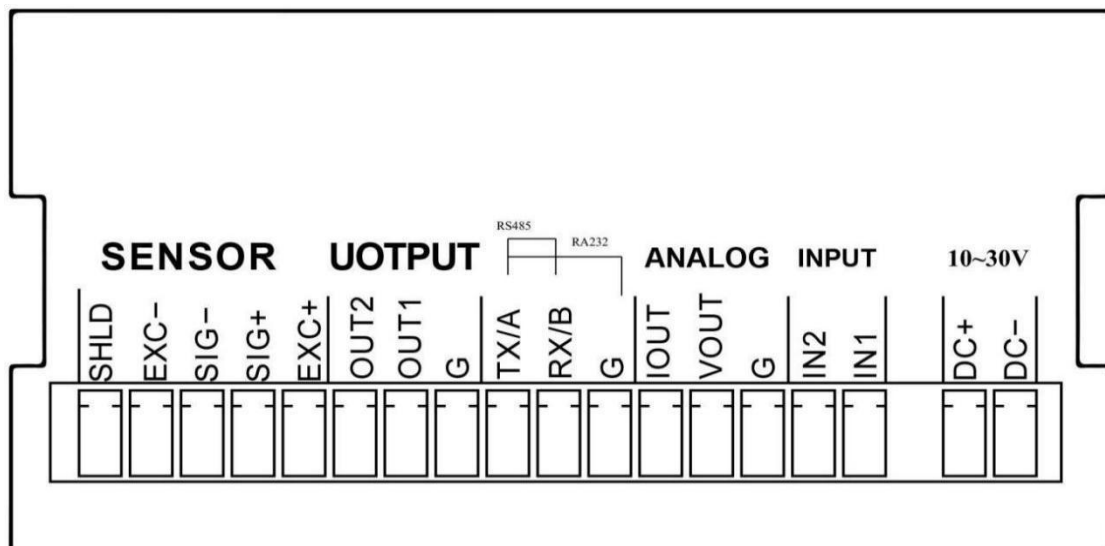 RS485
RA232
SENSOR UOTPUT ANALOG INPUT 10~30V
SHLD EXC− SIG− SIG+ EXC+ OUT2 OUT1 G TX/A RX/B G IOUT VOUT G IN2 IN1 DC+ DC−